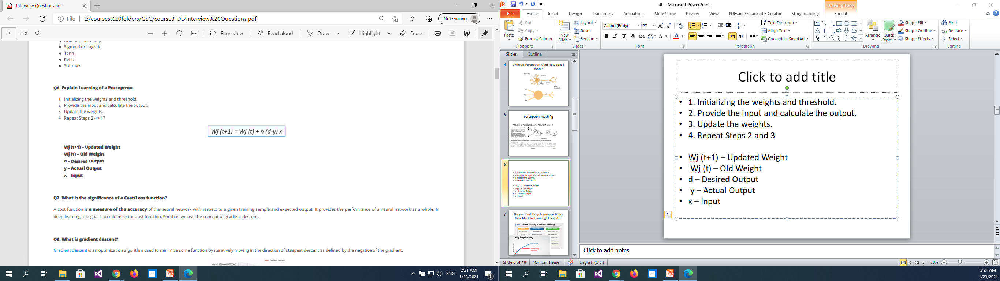 Interview Questions.pdf
File
E:/courses%20folders/GSC/course3-DL/Interview%20Questions.pdf
Not syncing
2 of 8
Page view
Read aloud
Draw
Highlight
Erase
Unit or Binary Step
• Sigmoid or Logistic
• Tanh
• ReLU
• Softmax
Q6. Explain Learning of a Perceptron.
1. Initializing the weights and threshold.
2. Provide the input and calculate the output.
3. Update the weights.
4. Repeat Steps 2 and 3
Wj (t+1) = Wj (t) + n (d-y) x
Wj (t+1) – Updated Weight
Wj (t) – Old Weight
d – Desired Output
y – Actual Output
x – Input
Q7. What is the significance of a Cost/Loss function?
A cost function is a measure of the accuracy of the neural network with respect to a given training sample and expected output. It provides the performance of a neural network as a whole. In
deep learning, the goal is to minimize the cost function. For that, we use the concept of gradient descent.
Q8. What is gradient descent?
Gradient descent is an optimization algorithm used to minimize some function by iteratively moving in the direction of steepest descent as defined by the negative of the gradient.
Gradient descent
ENG
2:21 AM
1/23/2021
dl - Microsoft PowerPoint
Drawing Tools
File
Home
Insert
Design
Transitions
Animations
Slide Show
Review
View
PDFsam Enhanced 6 Creator
Storyboarding
Format
Paste
Cut
Copy
Format Painter
Clipboard
New
Slide
Layout
Reset
Section
Slides
Calibri (Body)
27
B I U S abc AV Aa A
Font
Text Direction
Align Text
Convert to SmartArt
Paragraph
Arrange
Quick
Styles
Shape Fill
Shape Outline
Shape Effects
Drawing
Find
Replace
Select
Editing
Slides
Outline
4
. What is Perceptron? And How does it
Work?
dendrites
nucleus
cell
body
axon
axon
terminals
out
5
Perceptron Math fig
What is a Perceptron in a Neural Network
6
• 1. Initializing the weights and threshold.
• 2. Provide the input and calculate the output.
• 3. Update the weights.
• 4. Repeat Steps 2 and 3
• Wj (t+1) – Updated Weight
• Wj (t) – Old Weight
• d – Desired Output
• y – Actual Output
• x – Input
7
Do you think Deep Learning is Better
than Machine Learning? If so, why?
Deep Learning Vs Machine Learning
Why deep learning
Click to add title
• 1. Initializing the weights and threshold.
• 2. Provide the input and calculate the output.
• 3. Update the weights.
• 4. Repeat Steps 2 and 3
• Wj (t+1) – Updated Weight
• Wj (t) – Old Weight
• d – Desired Output
• y – Actual Output
• x – Input
Click to add notes
Slide 6 of 18
"Office Theme"
English (U.S.)
70%
2:21 AM
1/23/2021